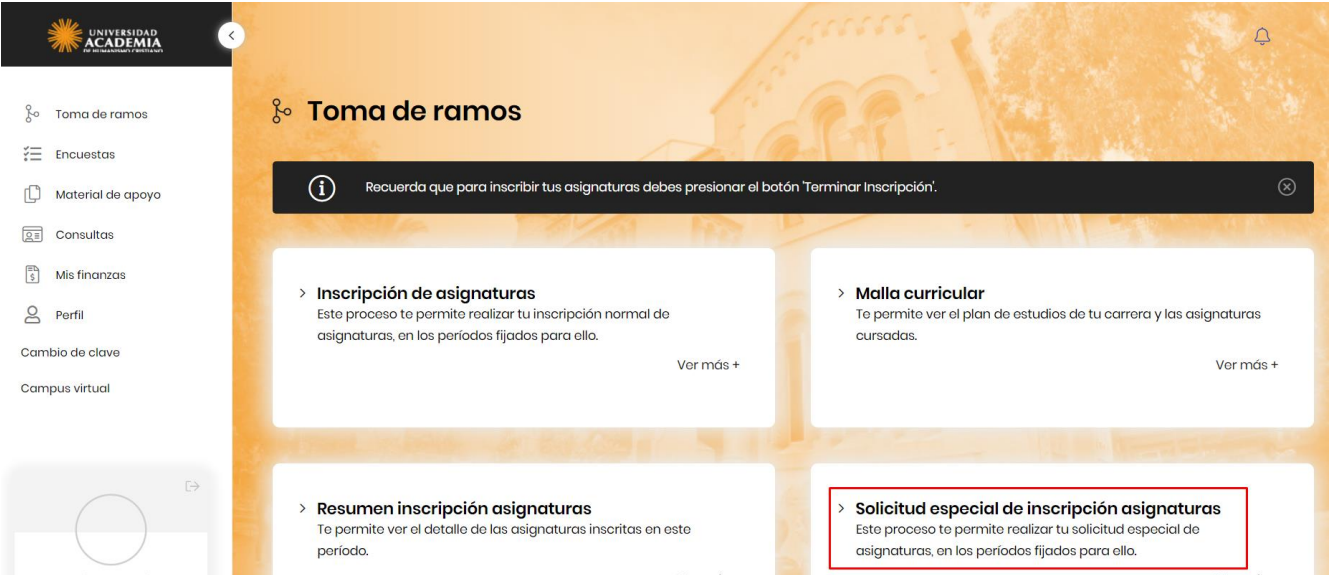 UNIVERSIDAD
ACADEMIA
DE HUMANISMO CRISTIANO
Toma de ramos
Encuestas
Material de apoyo
Consultas
Mis finanzas
Perfil
Cambio de clave
Campus virtual
Toma de ramos
Recuerda que para inscribir tus asignaturas debes presionar el botón 'Terminar Inscripción'.
Inscripción de asignaturas
Este proceso te permite realizar tu inscripción normal de
asignaturas, en los períodos fijados para ello.
Ver más +
Malla curricular
Te permite ver el plan de estudios de tu carrera y las asignaturas
cursadas.
Ver más +
Resumen inscripción asignaturas
Te permite ver el detalle de las asignaturas inscritas en este
período.
Solicitud especial de inscripción asignaturas
Este proceso te permite realizar tu solicitud especial de
asignaturas, en los períodos fijados para ello.